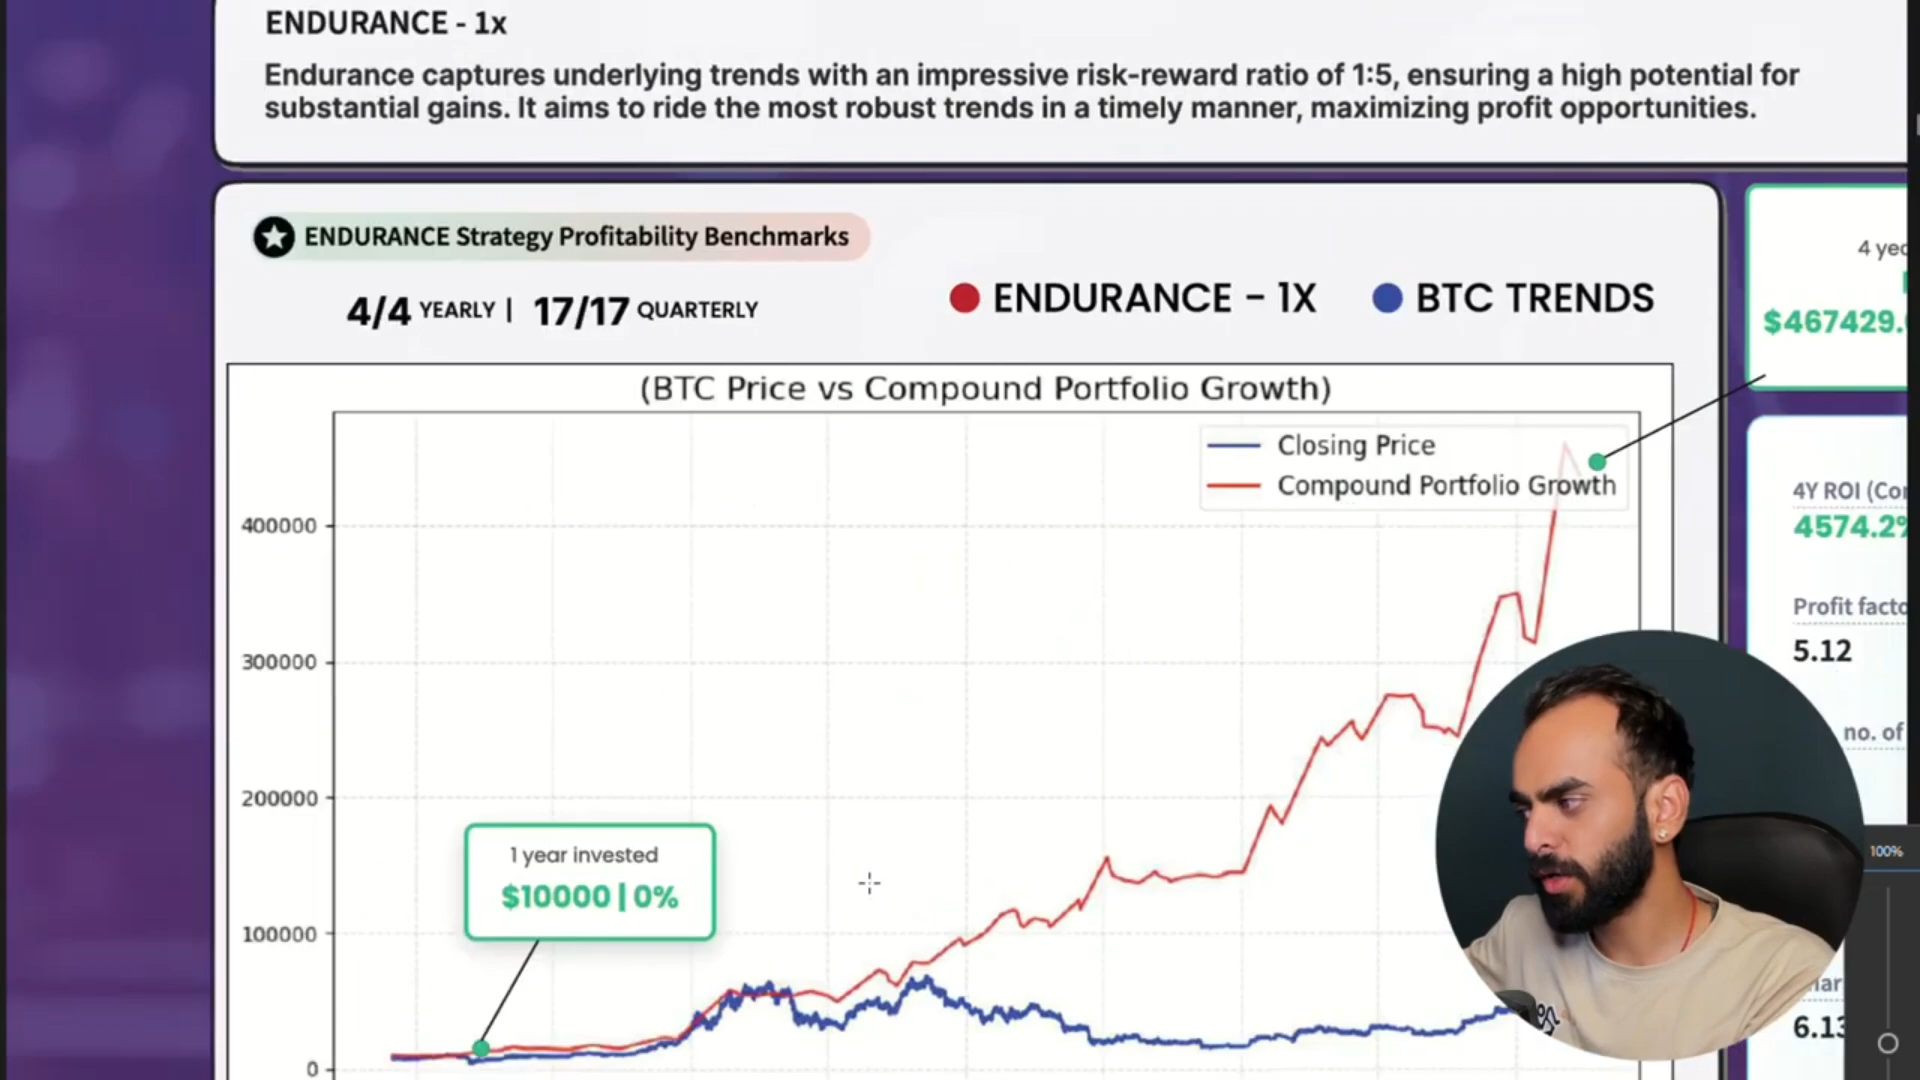 ENDURANCE - 1x
Endurance captures underlying trends with an impressive risk-reward ratio of 1:5, ensuring a high potential for
substantial gains. It aims to ride the most robust trends in a timely manner, maximizing profit opportunities.
ENDURANCE Strategy Profitability Benchmarks
4/4 YEARLY | 17/17 QUARTERLY
ENDURANCE - 1X
BTC TRENDS
(BTC Price vs Compound Portfolio Growth)
Closing Price
Compound Portfolio Growth
400000
300000
200000
100000
0
1 year invested
$10000 | 0%
4
$467429.
4Y ROI
4574.2%
Profit
5.12
no. of
100%
6.13